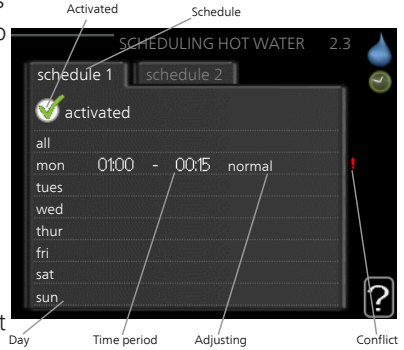 s
Activated
Schedule
o
SCHEDULING HOT WATER 2.3
schedule 1 schedule 2
activated
all
mon 01:00 - 00:15 normal
tues
wed
thur
fri
sat
sun
!
?
t
Day Time period Adjusting Conflict